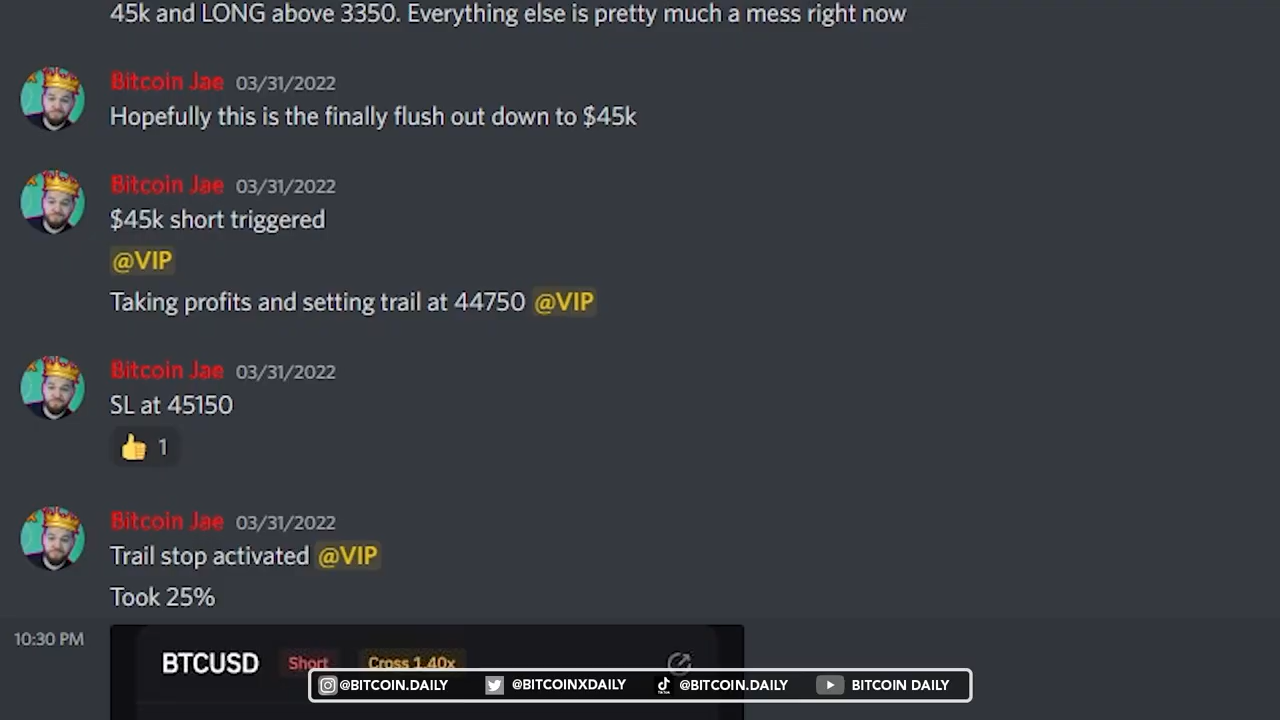 45k and LONG above 3350. Everything else is pretty much a mess right now
Bitcoin Jae 03/31/2022
Hopefully this is the finally flush out down to $45k
Bitcoin Jae 03/31/2022
$45k short triggered
@VIP
Taking profits and setting trail at 44750 @VIP
Bitcoin Jae 03/31/2022
SL at 45150
👍 1
Bitcoin Jae 03/31/2022
Trail stop activated @VIP
Took 25%
10:30 PM
BTCUSD Short Cross 1.40x
@BITCOIN.DAILY @BITCOINXDAILY @BITCOIN.DAILY BITCOIN DAILY